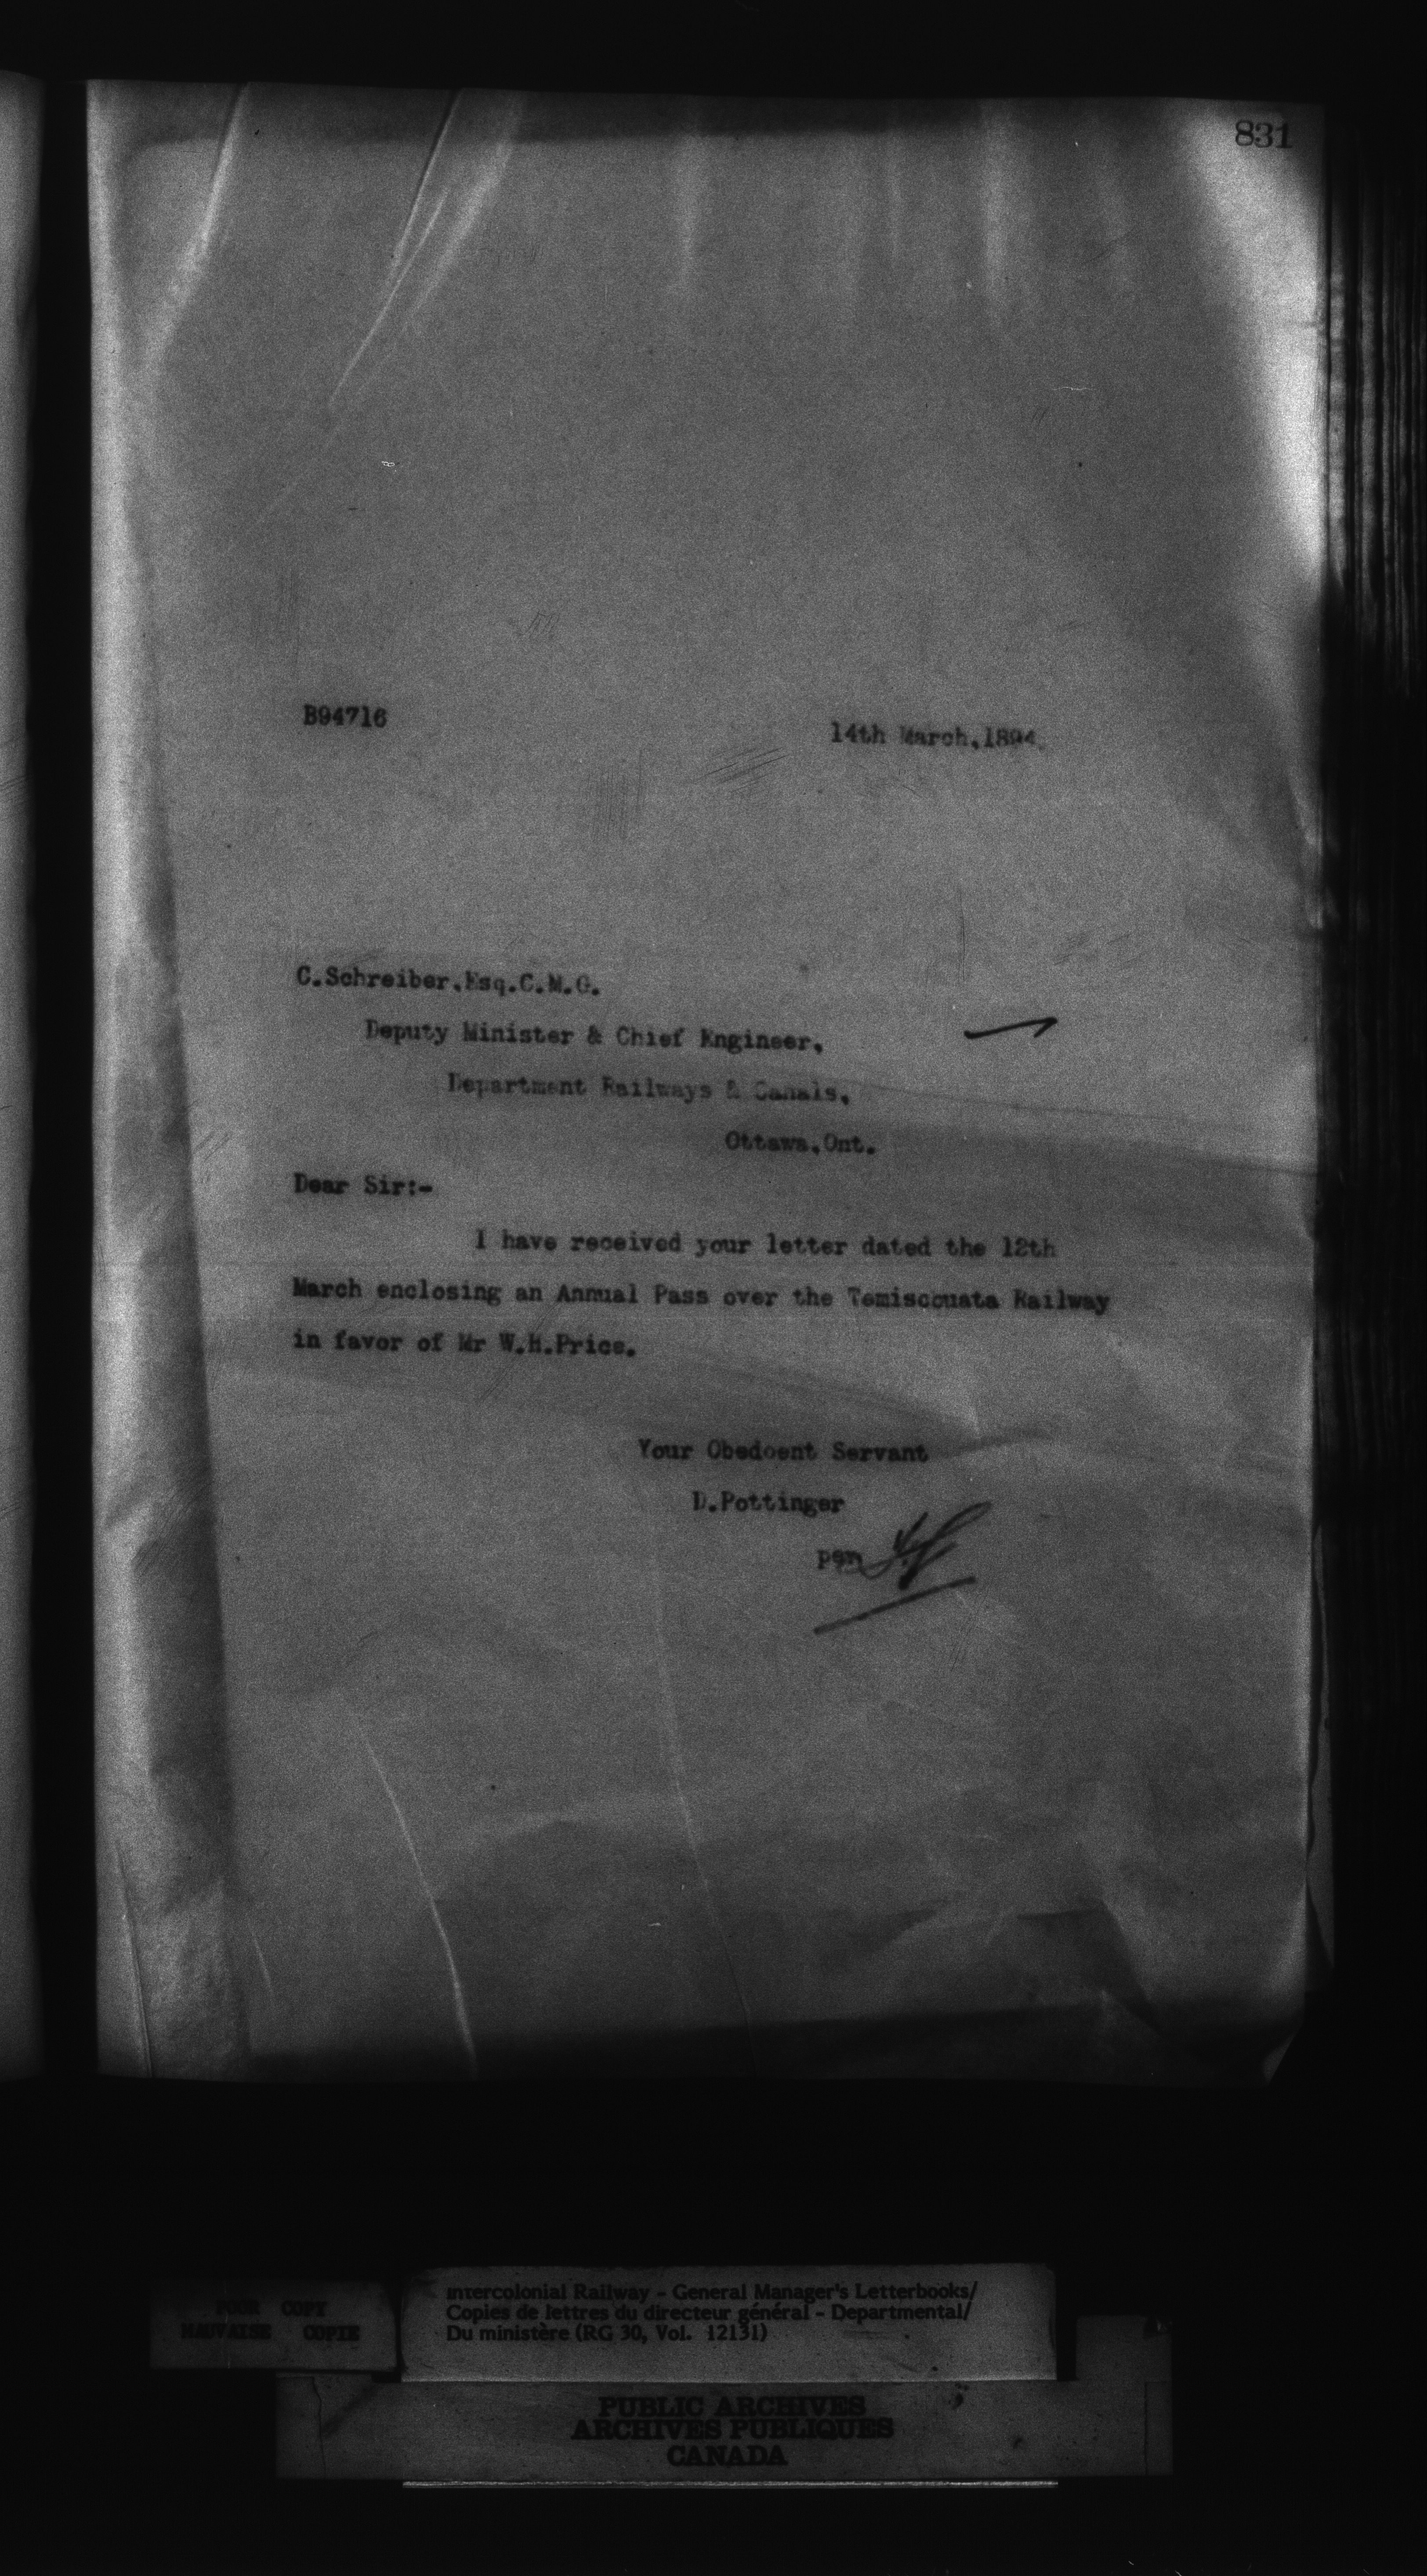 831
B94716
14th March,1894.
C.Schreiber,Esq.C.M.G.
Deputy Minister & Chief Engineer,
Department Railways & Canals,
Ottawa,Ont.
Dear Sir:-
I have received your letter dated the 12th
March enclosing an Annual Pass over the Temiscouata Railway
in favor of Mr W.H.Price.
Your Obedoent Servant
D.Pottinger
per
POOR COPY
MAUVAISE COPIE
Intercolonial Railway - General Manager's Letterbooks/
Copies de lettres du directeur général - Departmental/
Du ministère (RG 30, Vol. 12131)
PUBLIC ARCHIVES
ARCHIVES PUBLIQUES
CANADA